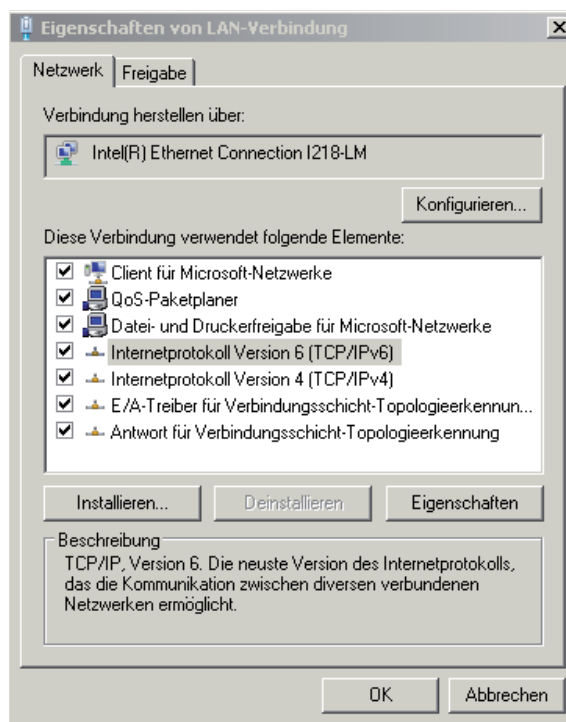 Eigenschaften von LAN-Verbindung
Netzwerk Freigabe
Verbindung herstellen über:
Intel(R) Ethernet Connection I218-LM
Konfigurieren...
Diese Verbindung verwendet folgende Elemente:
Client für Microsoft-Netzwerke
QoS-Paketplaner
Datei- und Druckerfreigabe für Microsoft-Netzwerke
Internetprotokoll Version 6 (TCP/IPv6)
Internetprotokoll Version 4 (TCP/IPv4)
E/A-Treiber für Verbindungsschicht-Topologieerkennun...
Antwort für Verbindungsschicht-Topologieerkennung
Installieren... Deinstallieren Eigenschaften
Beschreibung
TCP/IP, Version 6. Die neuste Version des Internetprotokolls,
das die Kommunikation zwischen diversen verbundenen
Netzwerken ermöglicht.
OK Abbrechen